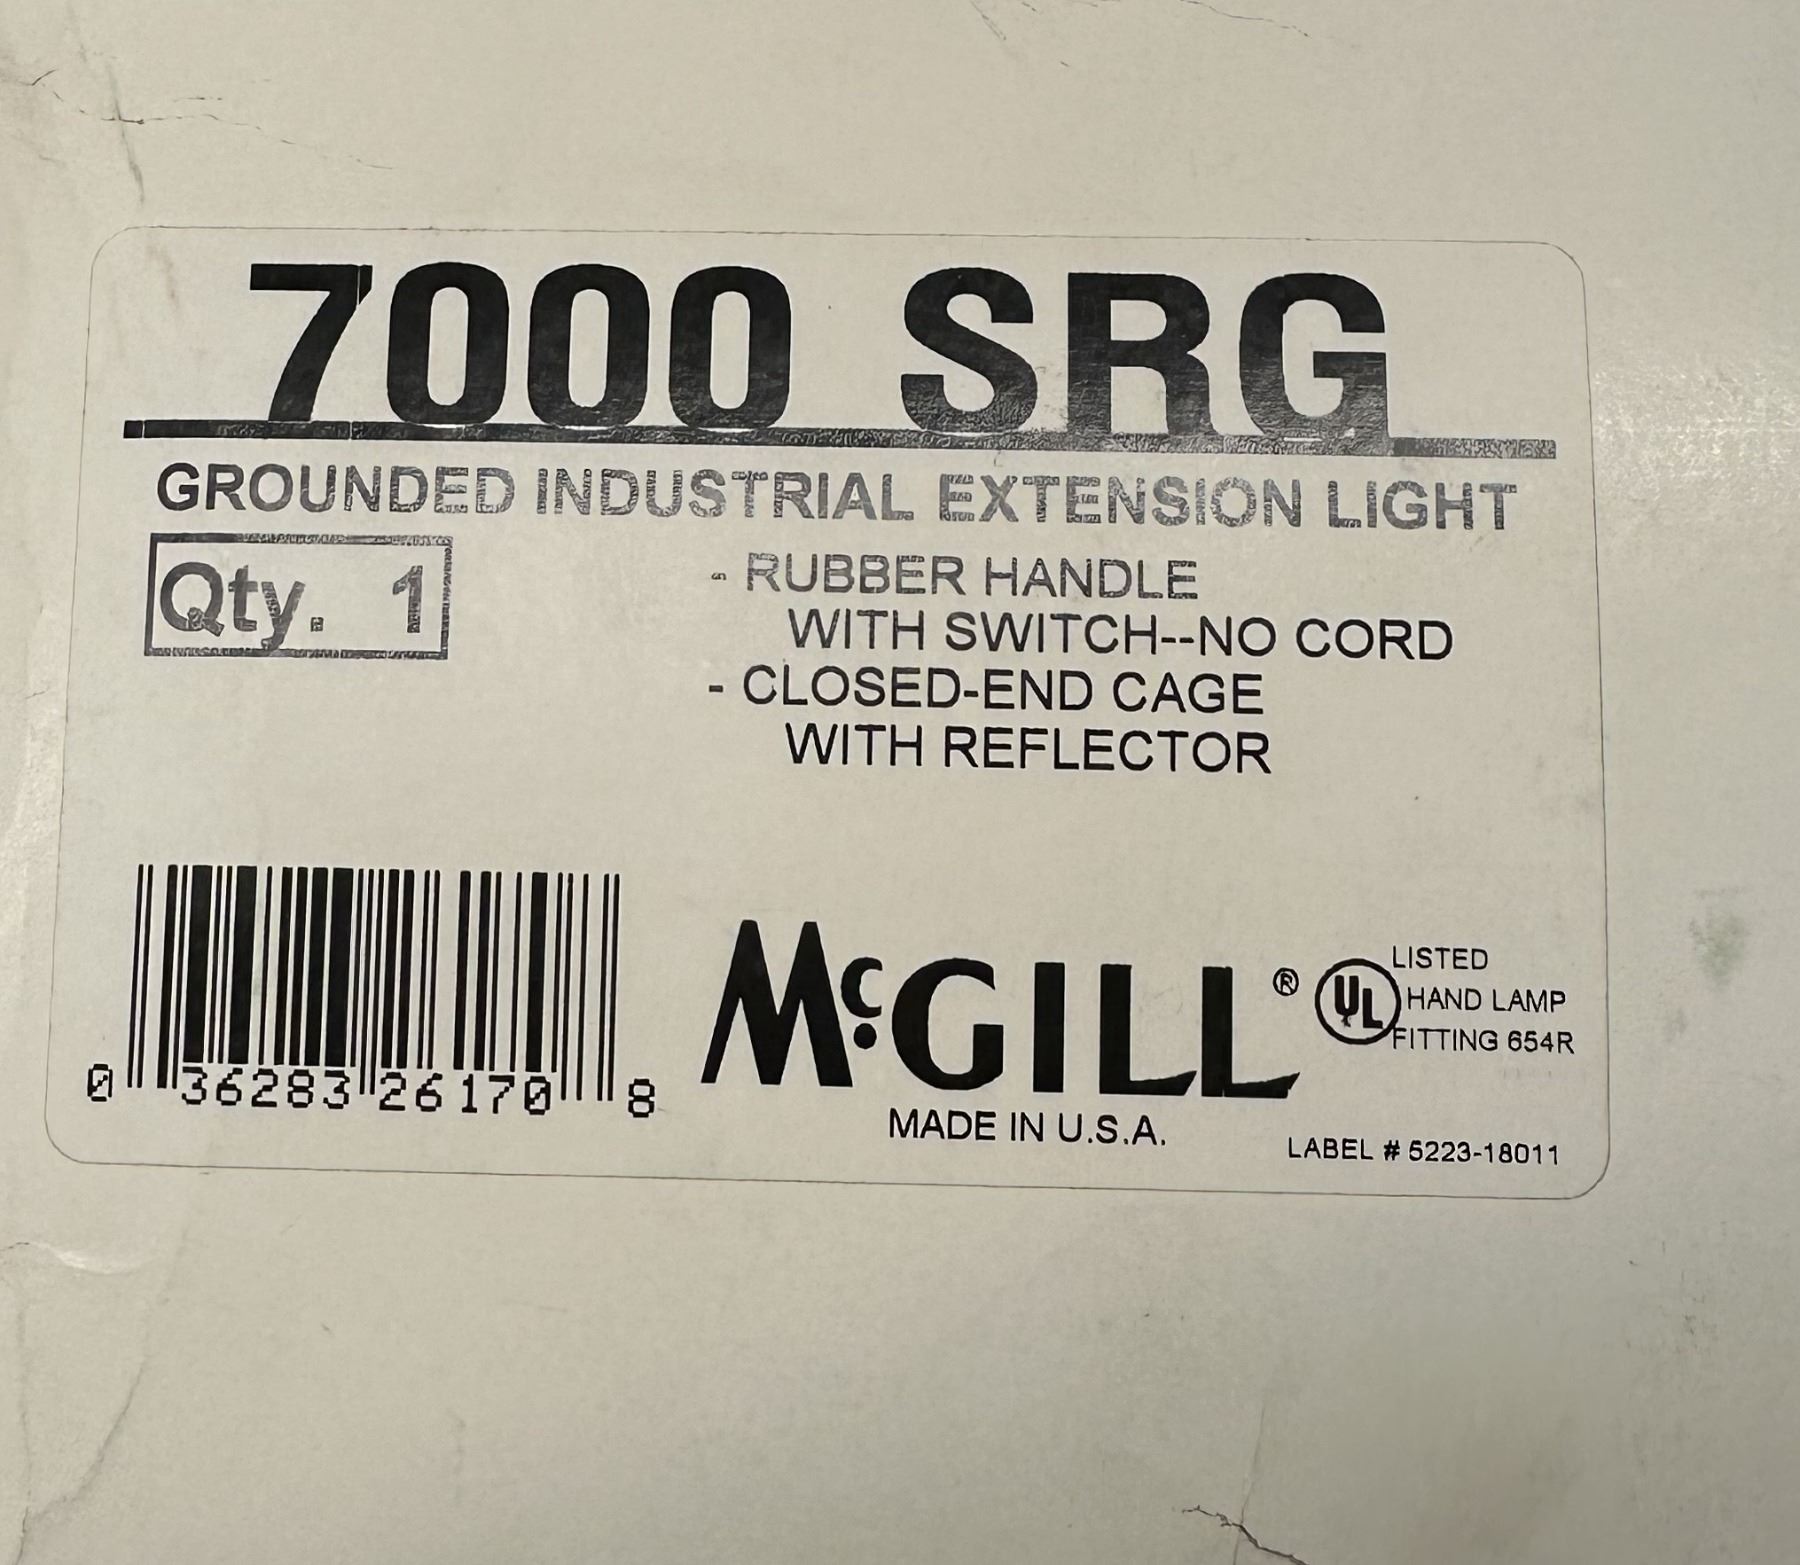 7000 SRG
GROUNDED INDUSTRIAL EXTENSION LIGHT
Qty. 1
- RUBBER HANDLE
WITH SWITCH--NO CORD
- CLOSED-END CAGE
WITH REFLECTOR
0 36283 26170 8
McGILL®
MADE IN U.S.A.
UL
LISTED
HAND LAMP
FITTING 654R
LABEL # 5223-18011